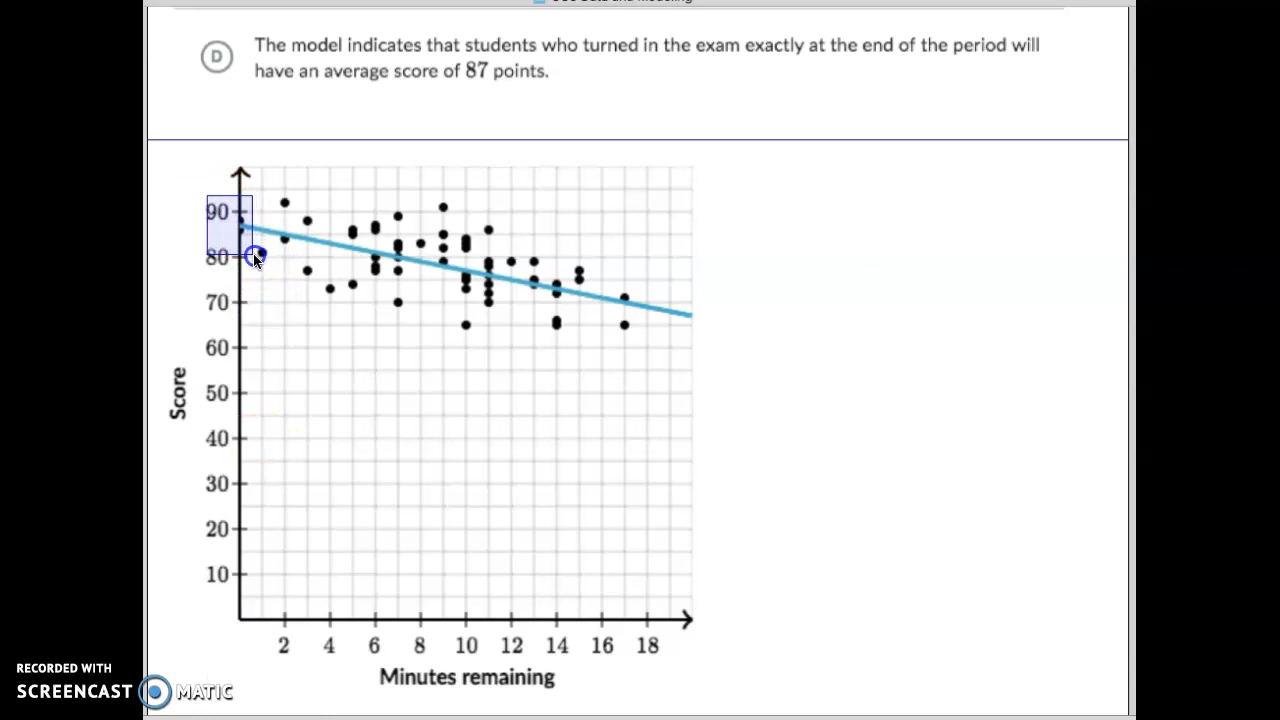 D
The model indicates that students who turned in the exam exactly at the end of the period will
have an average score of 87 points.
90
80
70
60
50
40
30
20
10
Score
2 4 6 8 10 12 14 16 18
Minutes remaining
RECORDED WITH
SCREENCAST MATIC